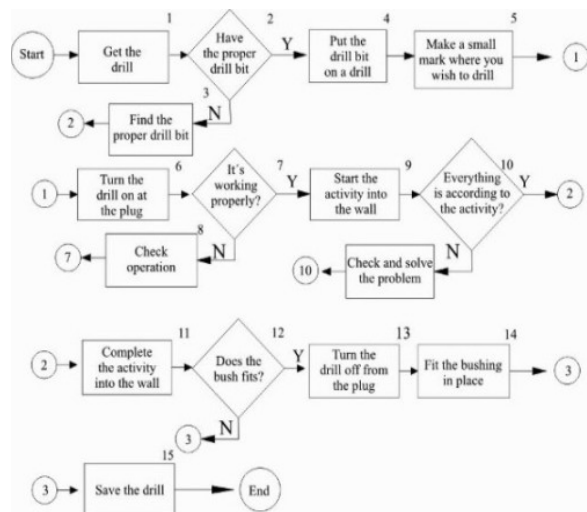 1
2
4
5
Start
Get the
drill
Have
the proper
drill bit
Y
Put the
drill bit
on a drill
Make a small
mark where you
wish to drill
1
3
N
2
Find the
proper drill bit
6
7
9
10
1
Turn the
drill on at
the plug
It´s
working
properly?
Y
Start the
activity into
the wall
Everything
is according to
the activity?
Y
2
8
N
7
Check
operation
N
10
Check and solve
the problem
11
12
13
14
2
Complete
the activity
into the wall
Does the
bush fits?
Y
Turn the
drill off from
the plug
Fit the bushing
in place
3
N
3
15
3
Save the drill
End